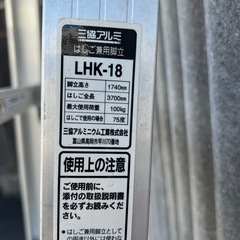 三協アルミ
はしご兼用脚立
LHK-18
脚立高さ 1740mm
はしご全長 3700mm
最大使用荷重 100kg
はしごで使用の場合 75度
三協アルミニウム工業株式会社
富山県高岡市早川70番地
使用上の注意
ご使用前に、
添付の取扱説明書
を必ずお読みくだ
さい。